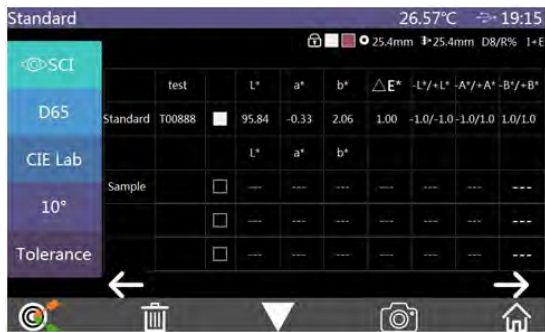 Standard 26.57°C 19:15
25.4mm 25.4mm D8/R% I+E
SCI
test L* a* b* △E* -L*/+L* -A*/+A* -B*/+B*
D65
Standard T00888 95.84 -0.33 2.06 1.00 -1.0/-1.0 -1.0/1.0 1.0/1.0
CIE Lab
L* a* b*
Sample --- --- --- --- --- --- ---
10°
--- --- --- --- --- --- ---
Tolerance
--- --- --- --- --- --- ---